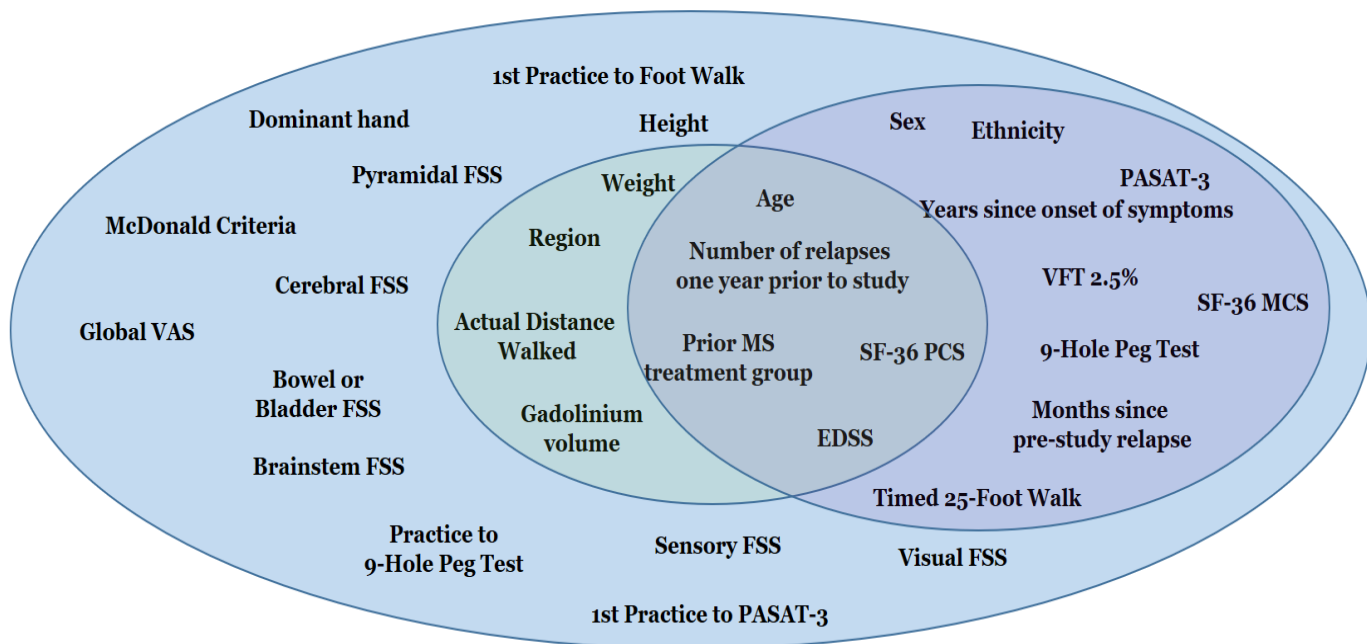 1st Practice to Foot Walk
Dominant hand
Height
Sex
Ethnicity
Pyramidal FSS
Weight
Age
PASAT-3
Years since onset of symptoms
McDonald Criteria
Region
Number of relapses
one year prior to study
Cerebral FSS
VFT 2.5%
SF-36 MCS
Global VAS
Actual Distance
Walked
Prior MS
treatment group
SF-36 PCS
9-Hole Peg Test
Bowel or
Bladder FSS
Gadolinium
volume
EDSS
Months since
pre-study relapse
Brainstem FSS
Timed 25-Foot Walk
Practice to
9-Hole Peg Test
Sensory FSS
Visual FSS
1st Practice to PASAT-3